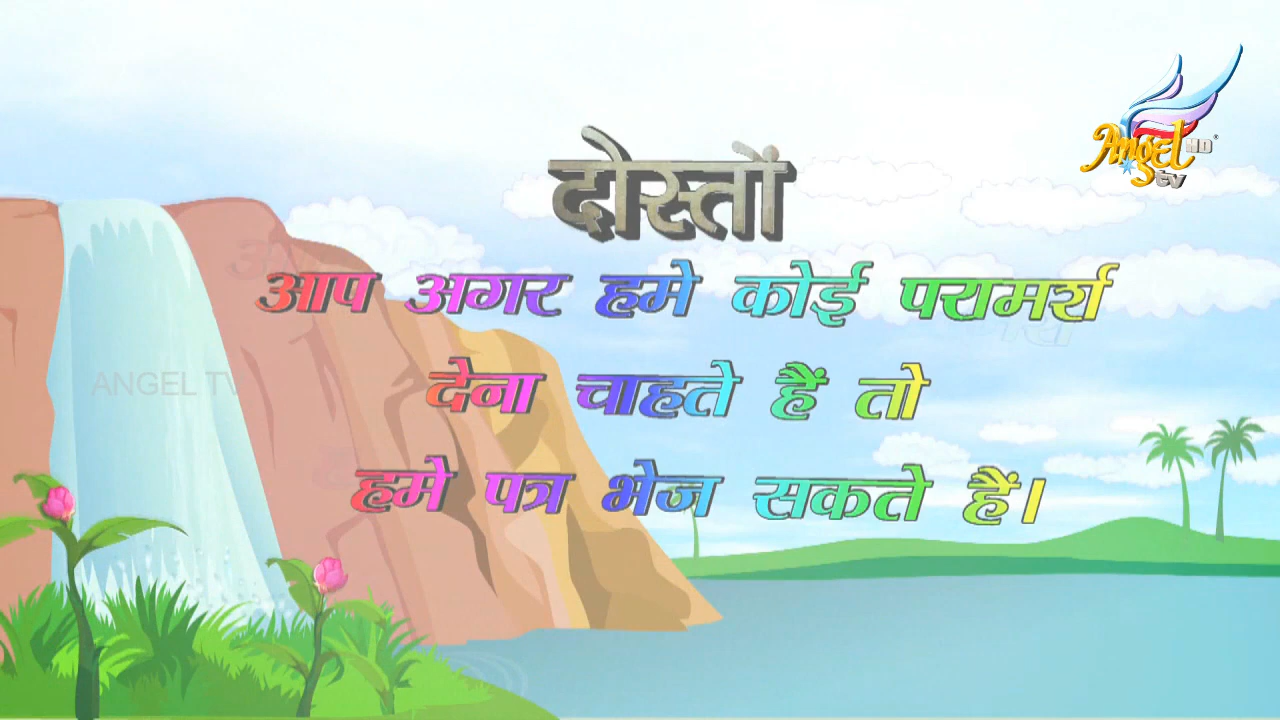 Angel HD
tv
दोस्तों
आप अगर हमे कोई परामर्श
ANGEL TV
देना चाहते हैं तो
हमे पत्र भेज सकते हैं।